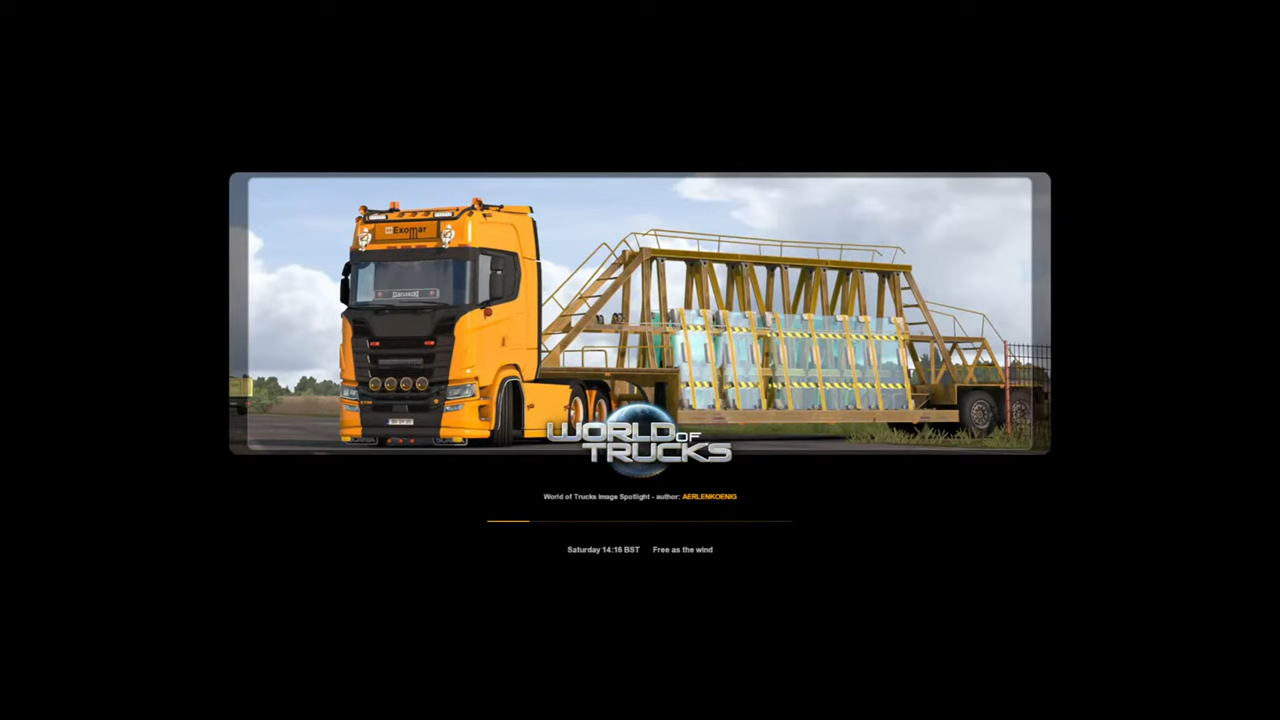 Exomar
WORLD OF
TRUCKS
World of Trucks Image Spotlight - author: AERLENKOENIG
Saturday 14:16 BST Free as the wind